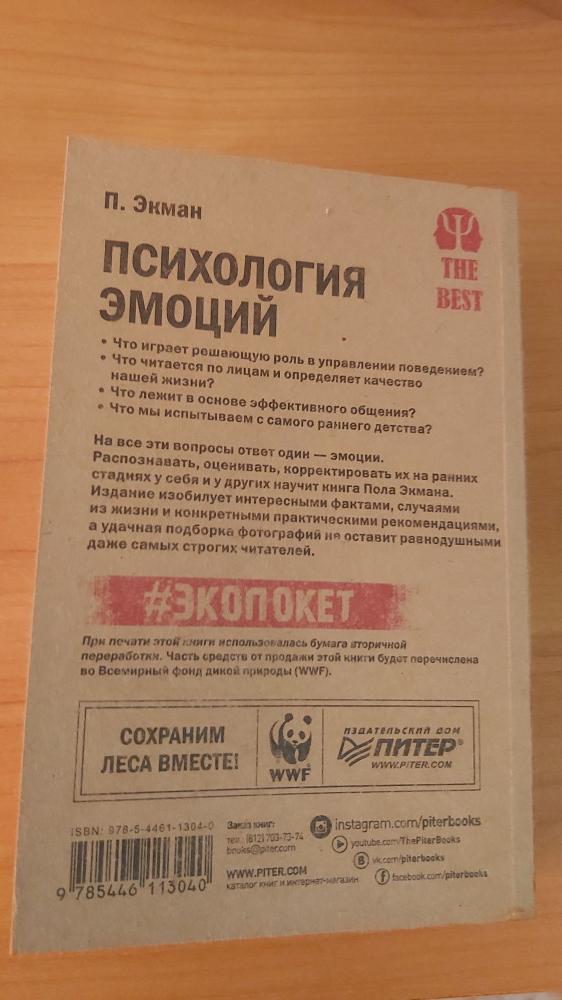 П. Экман
Ψ
THE
BEST
ПСИХОЛОГИЯ
ЭМОЦИЙ
• Что играет решающую роль в управлении поведением?
• Что читается по лицам и определяет качество
нашей жизни?
• Что лежит в основе эффективного общения?
• Что мы испытываем с самого раннего детства?
На все эти вопросы ответ один — эмоции.
Распознавать, оценивать, корректировать их на ранних
стадиях у себя и у других научит книга Пола Экмана.
Издание изобилует интересными фактами, случаями
из жизни и конкретными практическими рекомендациями,
а удачная подборка фотографий не оставит равнодушными
даже самых строгих читателей.
#ЭКОПОКЕТ
При печати этой книги использовалась бумага вторичной
переработки. Часть средств от продажи этой книги будет перечислена
во Всемирный фонд дикой природы (WWF).
СОХРАНИМ
ЛЕСА ВМЕСТЕ!
WWF
ИЗДАТЕЛЬСКИЙ ДОМ
ПИТЕР®
WWW.PITER.COM
ISBN: 978-5-4461-1304-0
9 785446 113040
Заказ книг:
тел.: (812) 703-73-74
books@piter.com
WWW.PITER.COM
каталог книг и интернет-магазин
instagram.com/piterbooks
youtube.com/ThePiterBooks
vk.com/piterbooks
facebook.com/piterbooks